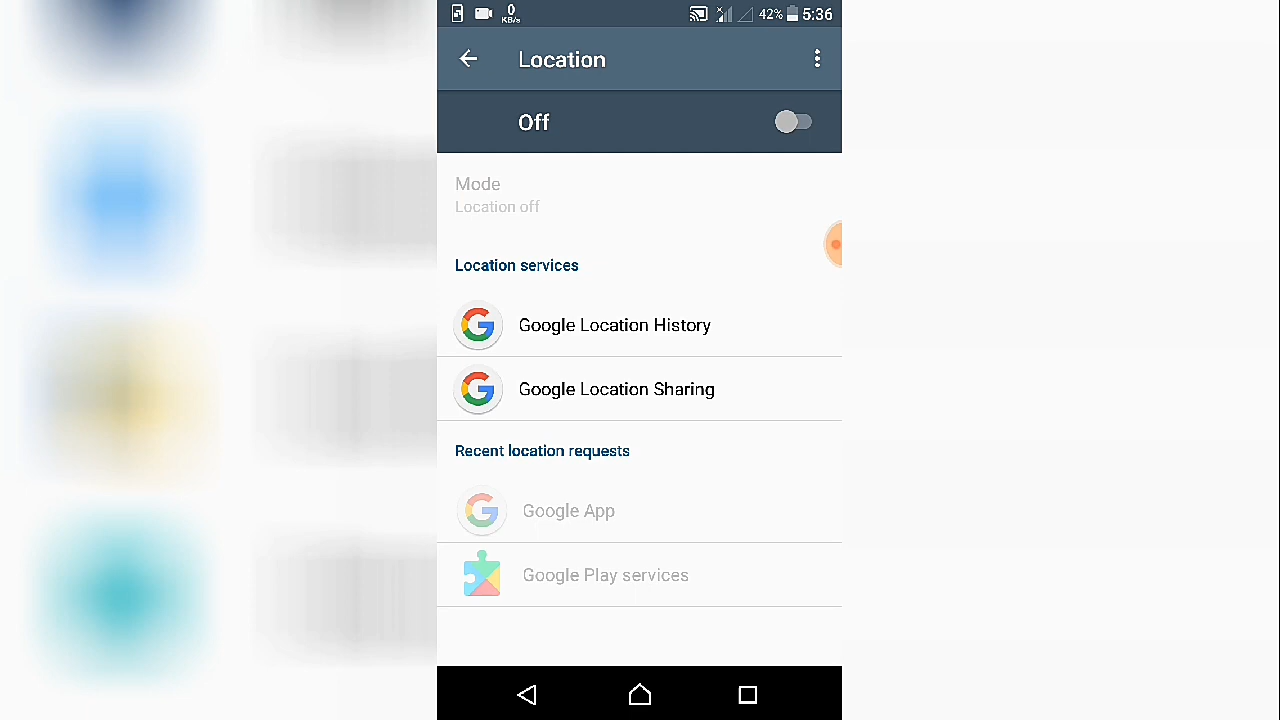 0
KB/s
42% 5:36
Location
Off
Mode
Location off
Location services
Google Location History
Google Location Sharing
Recent location requests
Google App
Google Play services